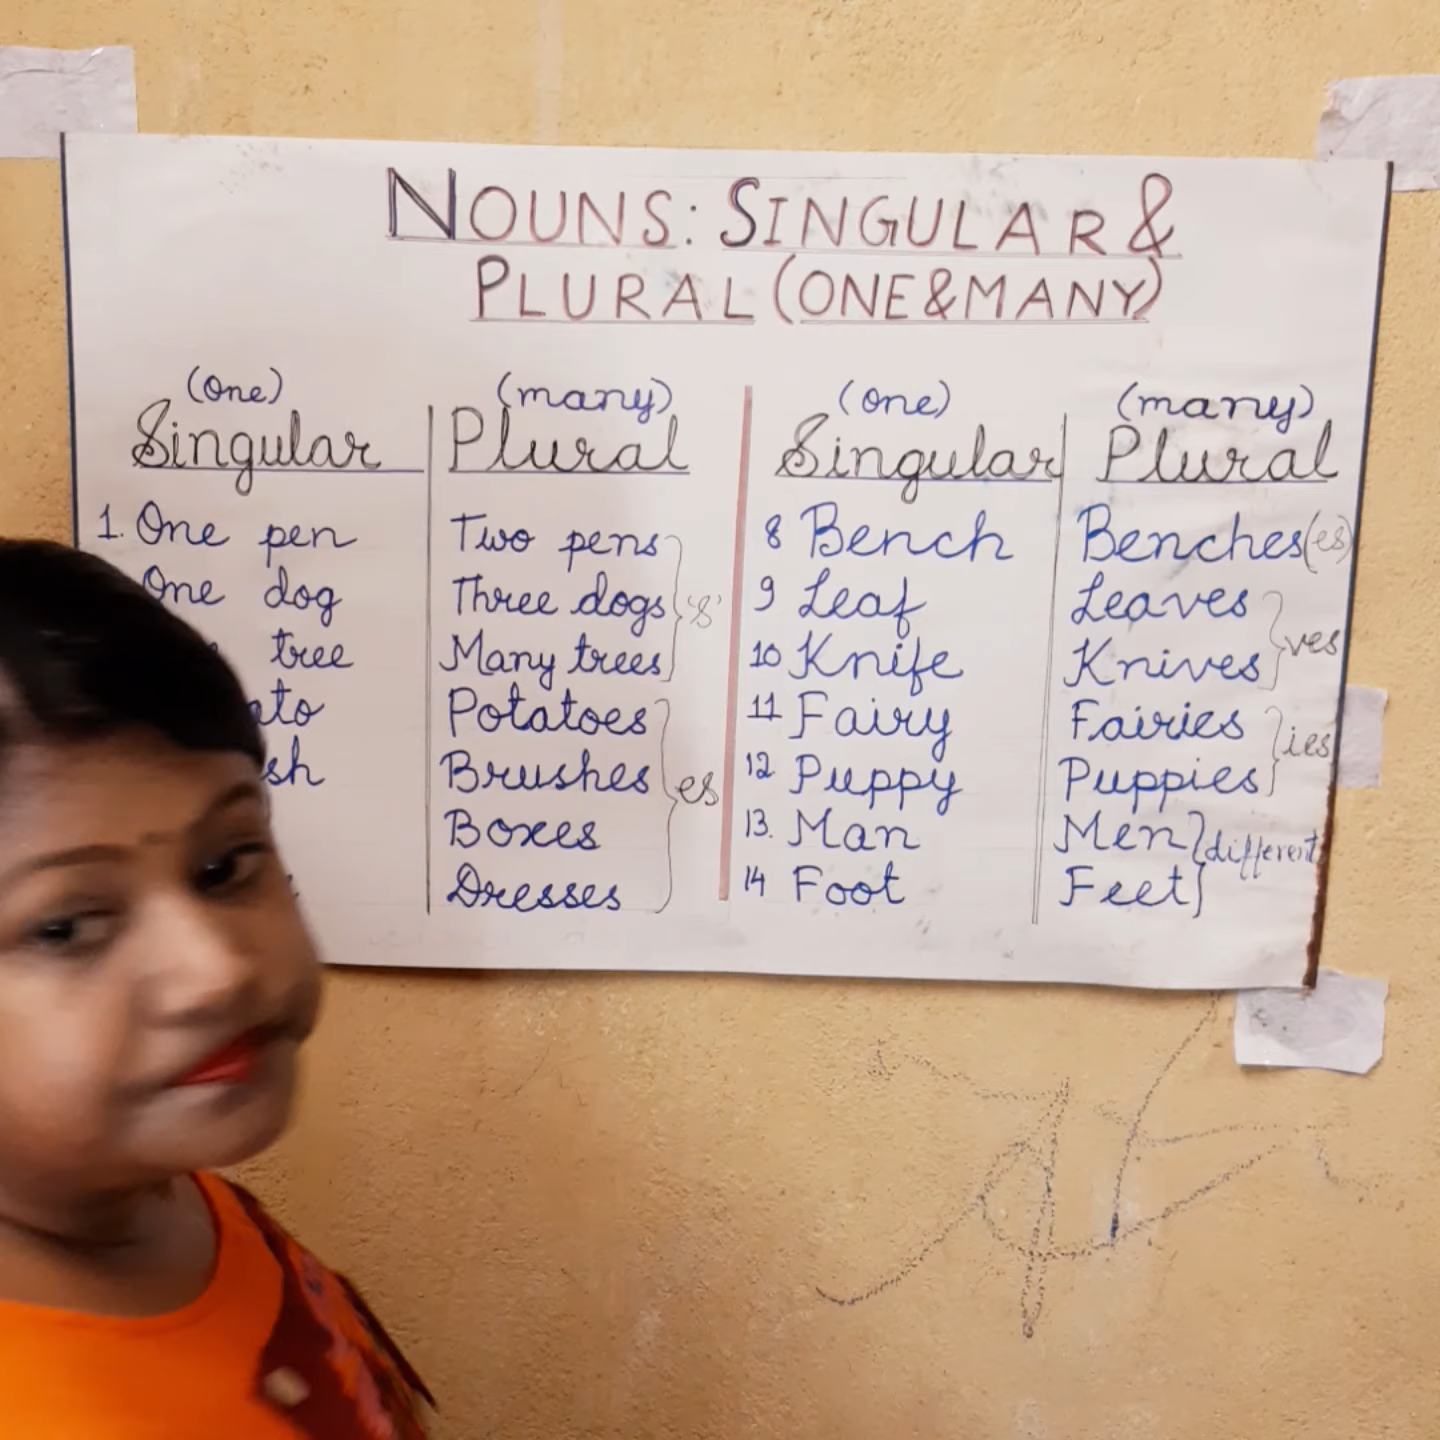 NOUNS: SINGULAR &
PLURAL (ONE & MANY)
(One) (many) (one) (many)
Singular Plural Singular Plural
1. One pen Two pens 8 Bench Benches (es)
One dog Three dogs 's' 9 Leaf Leaves
tree Many trees 10 Knife Knives ves
Potatoes 11 Fairy Fairies
Brushes es 12 Puppy Puppies ies
Boxes 13. Man Men different
Dresses 14 Foot Feet